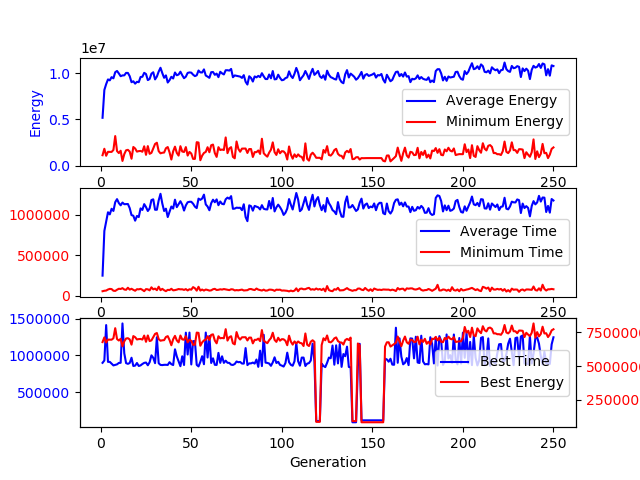 1e7
1.0
0.5
0.0
Energy
Average Energy
Minimum Energy
0 50 100 150 200 250
1000000
500000
0
Average Time
Minimum Time
0 50 100 150 200 250
1500000
1000000
500000
7500000
5000000
2500000
Best Time
Best Energy
0 50 100 150 200 250
Generation